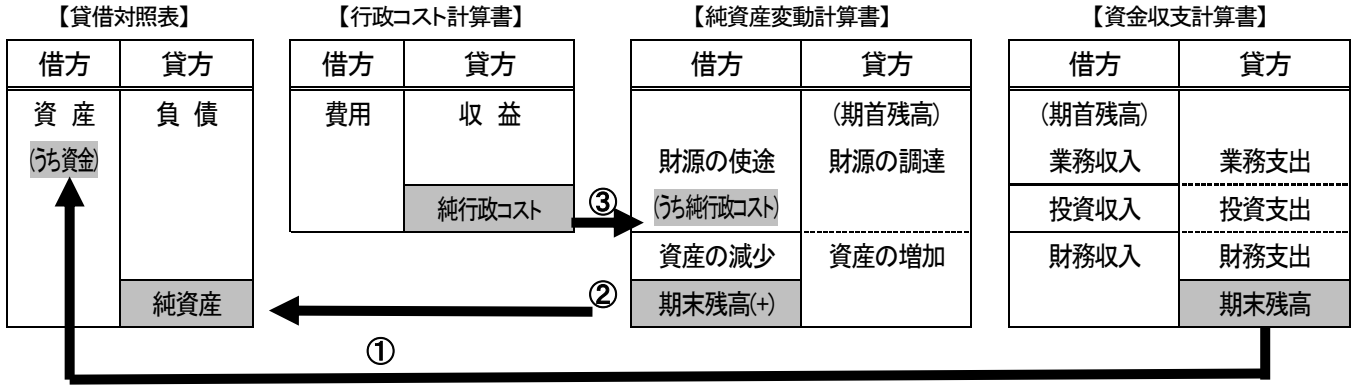 【貸借対照表】 【行政コスト計算書】 【純資産変動計算書】 【資金収支計算書】
借方 貸方 借方 貸方 借方 貸方 借方 貸方
資 産 負 債 費用 収 益 (期首残高) (期首残高)
(うち資金) 財源の使途 財源の調達 業務収入 業務支出
純行政コスト ③ (うち純行政コスト) 投資収入 投資支出
資産の減少 資産の増加 財務収入 財務支出
純資産 ② 期末残高(+) 期末残高
①